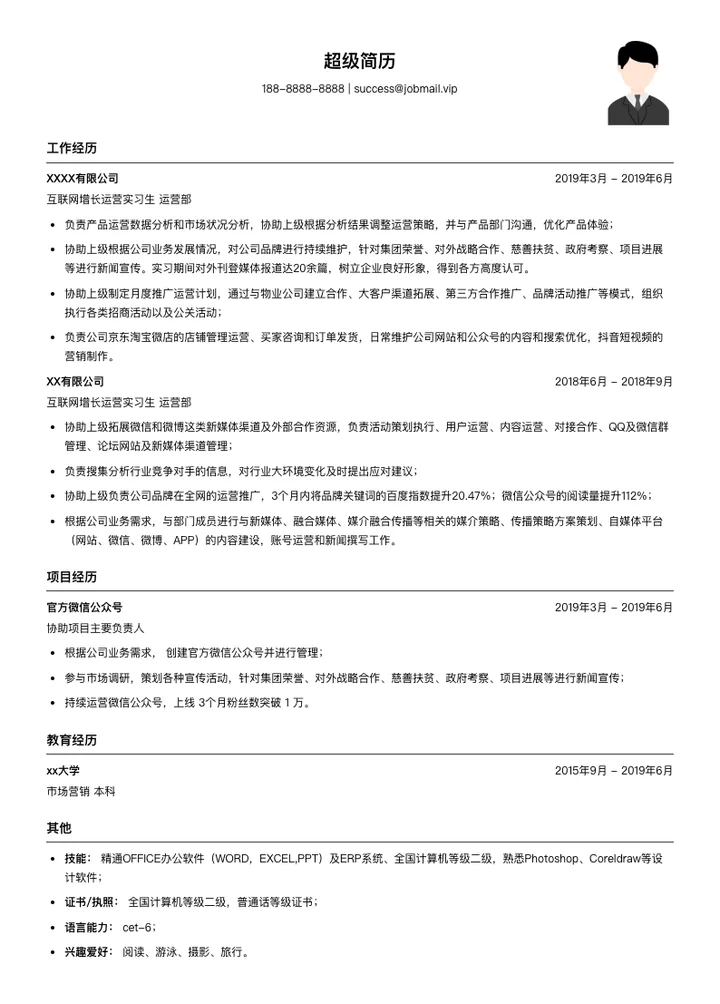 超级简历
188-8888-8888 | success@jobmail.vip
工作经历
XXXX有限公司 2019年3月 - 2019年6月
互联网增长运营实习生 运营部
• 负责产品运营数据分析和市场状况分析，协助上级根据分析结果调整运营策略，并与产品部门沟通，优化产品体验；
• 协助上级根据公司业务发展情况，对公司品牌进行持续维护，针对集团荣誉、对外战略合作、慈善扶贫、政府考察、项目进展
等进行新闻宣传。实习期间对外刊登媒体报道达20余篇，树立企业良好形象，得到各方高度认可。
• 协助上级制定月度推广运营计划，通过与物业公司建立合作、大客户渠道拓展、第三方合作推广、品牌活动推广等模式，组织
执行各类招商活动以及公关活动；
• 负责公司京东淘宝微店的店铺管理运营、买家咨询和订单发货，日常维护公司网站和公众号的内容和搜索优化，抖音短视频的
营销制作。
XX有限公司 2018年6月 - 2018年9月
互联网增长运营实习生 运营部
• 协助上级拓展微信和微博这类新媒体渠道及外部合作资源，负责活动策划执行、用户运营、内容运营、对接合作、QQ及微信群
管理、论坛网站及新媒体渠道管理；
• 负责搜集分析行业竞争对手的信息，对行业大环境变化及时提出应对建议；
• 协助上级负责公司品牌在全网的运营推广，3个月内将品牌关键词的百度指数提升20.47%；微信公众号的阅读量提升112%；
• 根据公司业务需求，与部门成员进行与新媒体、融合媒体、媒介融合传播等相关的媒介策略、传播策略方案策划、自媒体平台
（网站、微信、微博、APP）的内容建设，账号运营和新闻撰写工作。
项目经历
官方微信公众号 2019年3月 - 2019年6月
协助项目主要负责人
• 根据公司业务需求， 创建官方微信公众号并进行管理；
• 参与市场调研，策划各种宣传活动，针对集团荣誉、对外战略合作、慈善扶贫、政府考察、项目进展等进行新闻宣传；
• 持续运营微信公众号，上线 3个月粉丝数突破 1 万。
教育经历
xx大学 2015年9月 - 2019年6月
市场营销 本科
其他
• 技能： 精通OFFICE办公软件（WORD，EXCEL,PPT）及ERP系统、全国计算机等级二级，熟悉Photoshop、Coreldraw等设
计软件；
• 证书/执照： 全国计算机等级二级，普通话等级证书；
• 语言能力： cet-6；
• 兴趣爱好： 阅读、游泳、摄影、旅行。